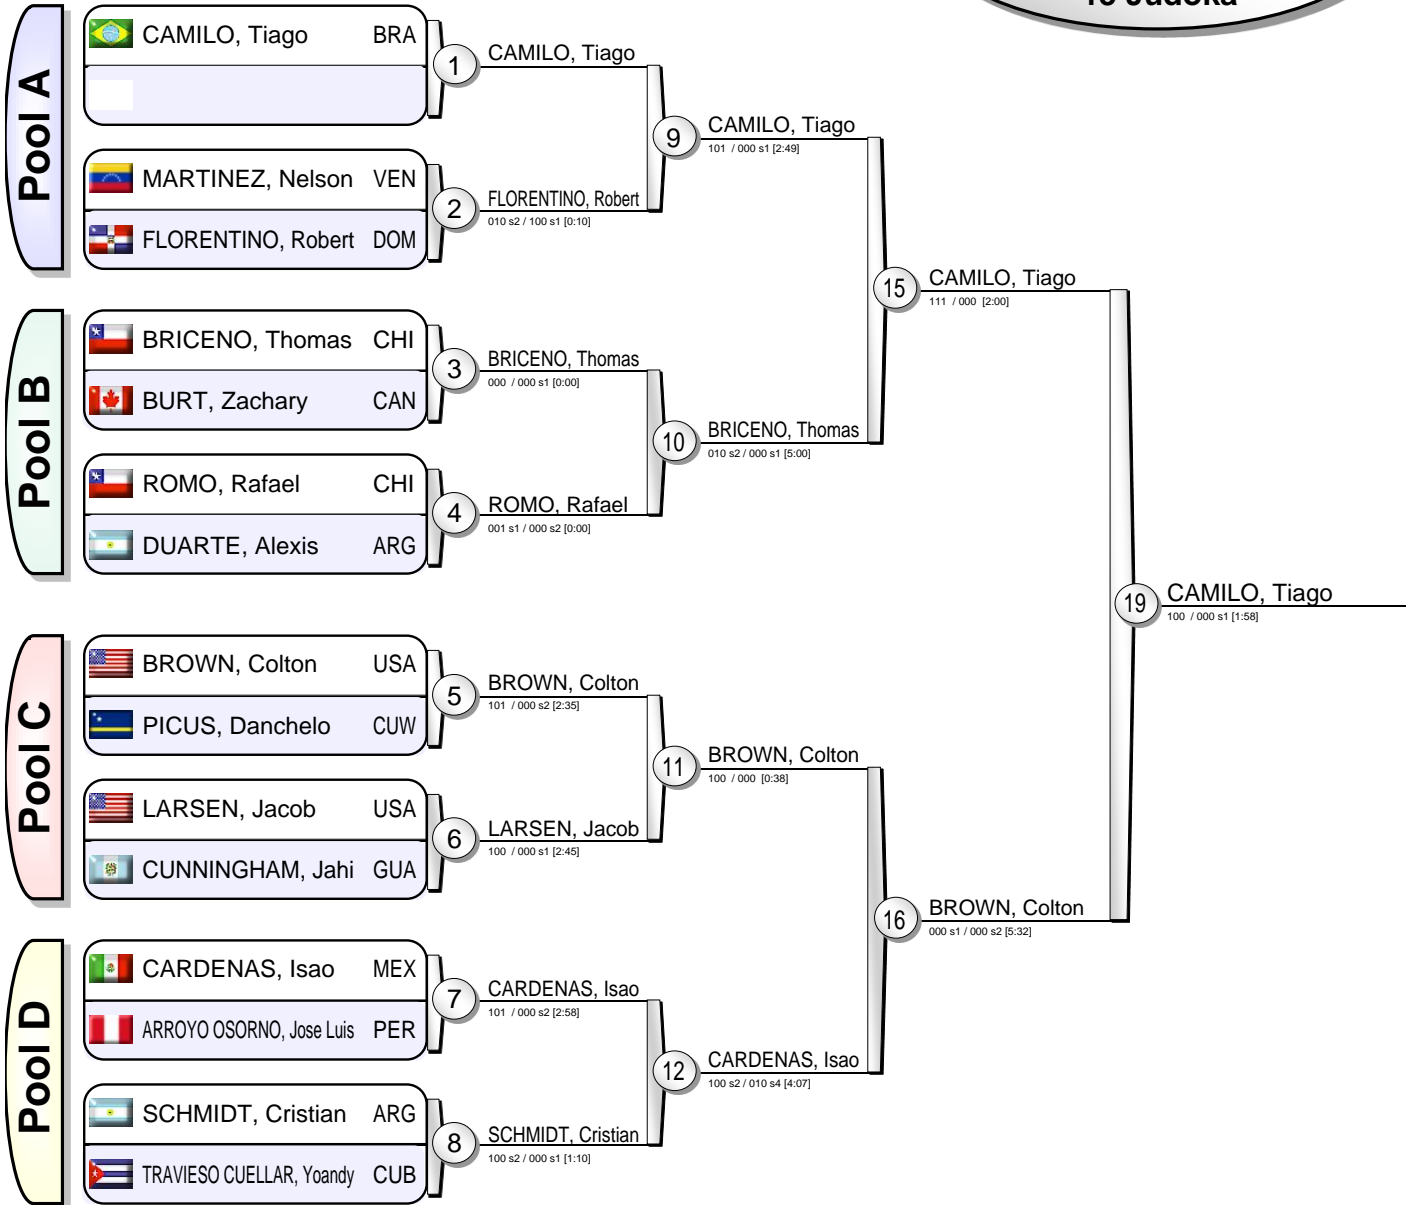 15 Judoka
Pool A
CAMILO, Tiago BRA
1
CAMILO, Tiago
MARTINEZ, Nelson VEN
FLORENTINO, Robert DOM
2
FLORENTINO, Robert
010 s2 / 100 s1 [0:10]
9
CAMILO, Tiago
101 / 000 s1 [2:49]
Pool B
BRICENO, Thomas CHI
BURT, Zachary CAN
3
BRICENO, Thomas
000 / 000 s1 [0:00]
ROMO, Rafael CHI
DUARTE, Alexis ARG
4
ROMO, Rafael
001 s1 / 000 s2 [0:00]
10
BRICENO, Thomas
010 s2 / 000 s1 [5:00]
15
CAMILO, Tiago
111 / 000 [2:00]
Pool C
BROWN, Colton USA
PICUS, Danchelo CUW
5
BROWN, Colton
101 / 000 s2 [2:35]
LARSEN, Jacob USA
CUNNINGHAM, Jahi GUA
6
LARSEN, Jacob
100 / 000 s1 [2:45]
11
BROWN, Colton
100 / 000 [0:38]
Pool D
CARDENAS, Isao MEX
ARROYO OSORNO, Jose Luis PER
7
CARDENAS, Isao
101 / 000 s2 [2:58]
SCHMIDT, Cristian ARG
TRAVIESO CUELLAR, Yoandy CUB
8
SCHMIDT, Cristian
100 s2 / 000 s1 [1:10]
12
CARDENAS, Isao
100 s2 / 010 s4 [4:07]
16
BROWN, Colton
000 s1 / 000 s2 [5:32]
19
CAMILO, Tiago
100 / 000 s1 [1:58]